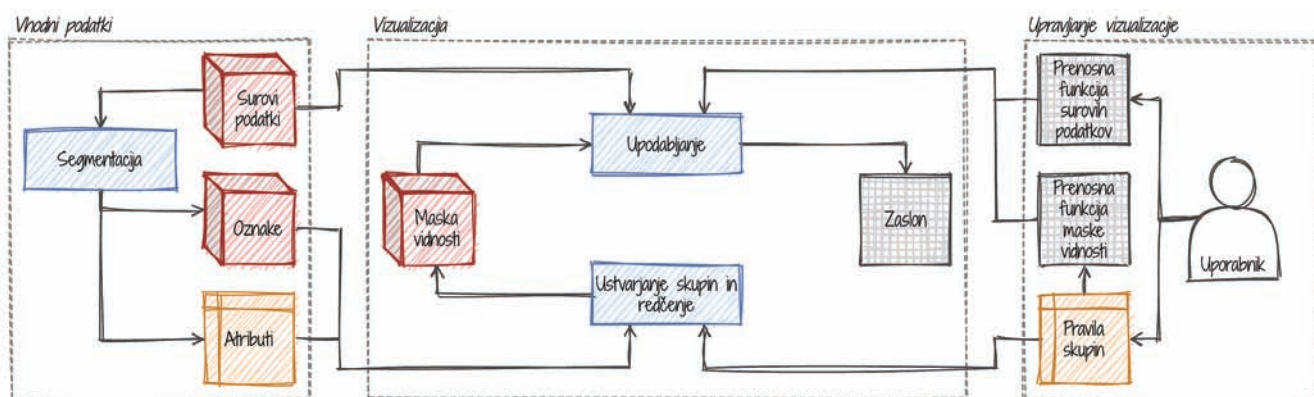 Vhodni podatki
Surovi
podatki
Segmentacija
Oznake
Atributi
Vizualizacija
Upodabljanje
Maska
vidnosti
Zaslon
Ustvarjanje skupin in
redčenje
Upravljanje vizualizacije
Prenosna
funkcija
surovih
podatkov
Prenosna
funkcija
maske
vidnosti
Pravila
skupin
Uporabnik